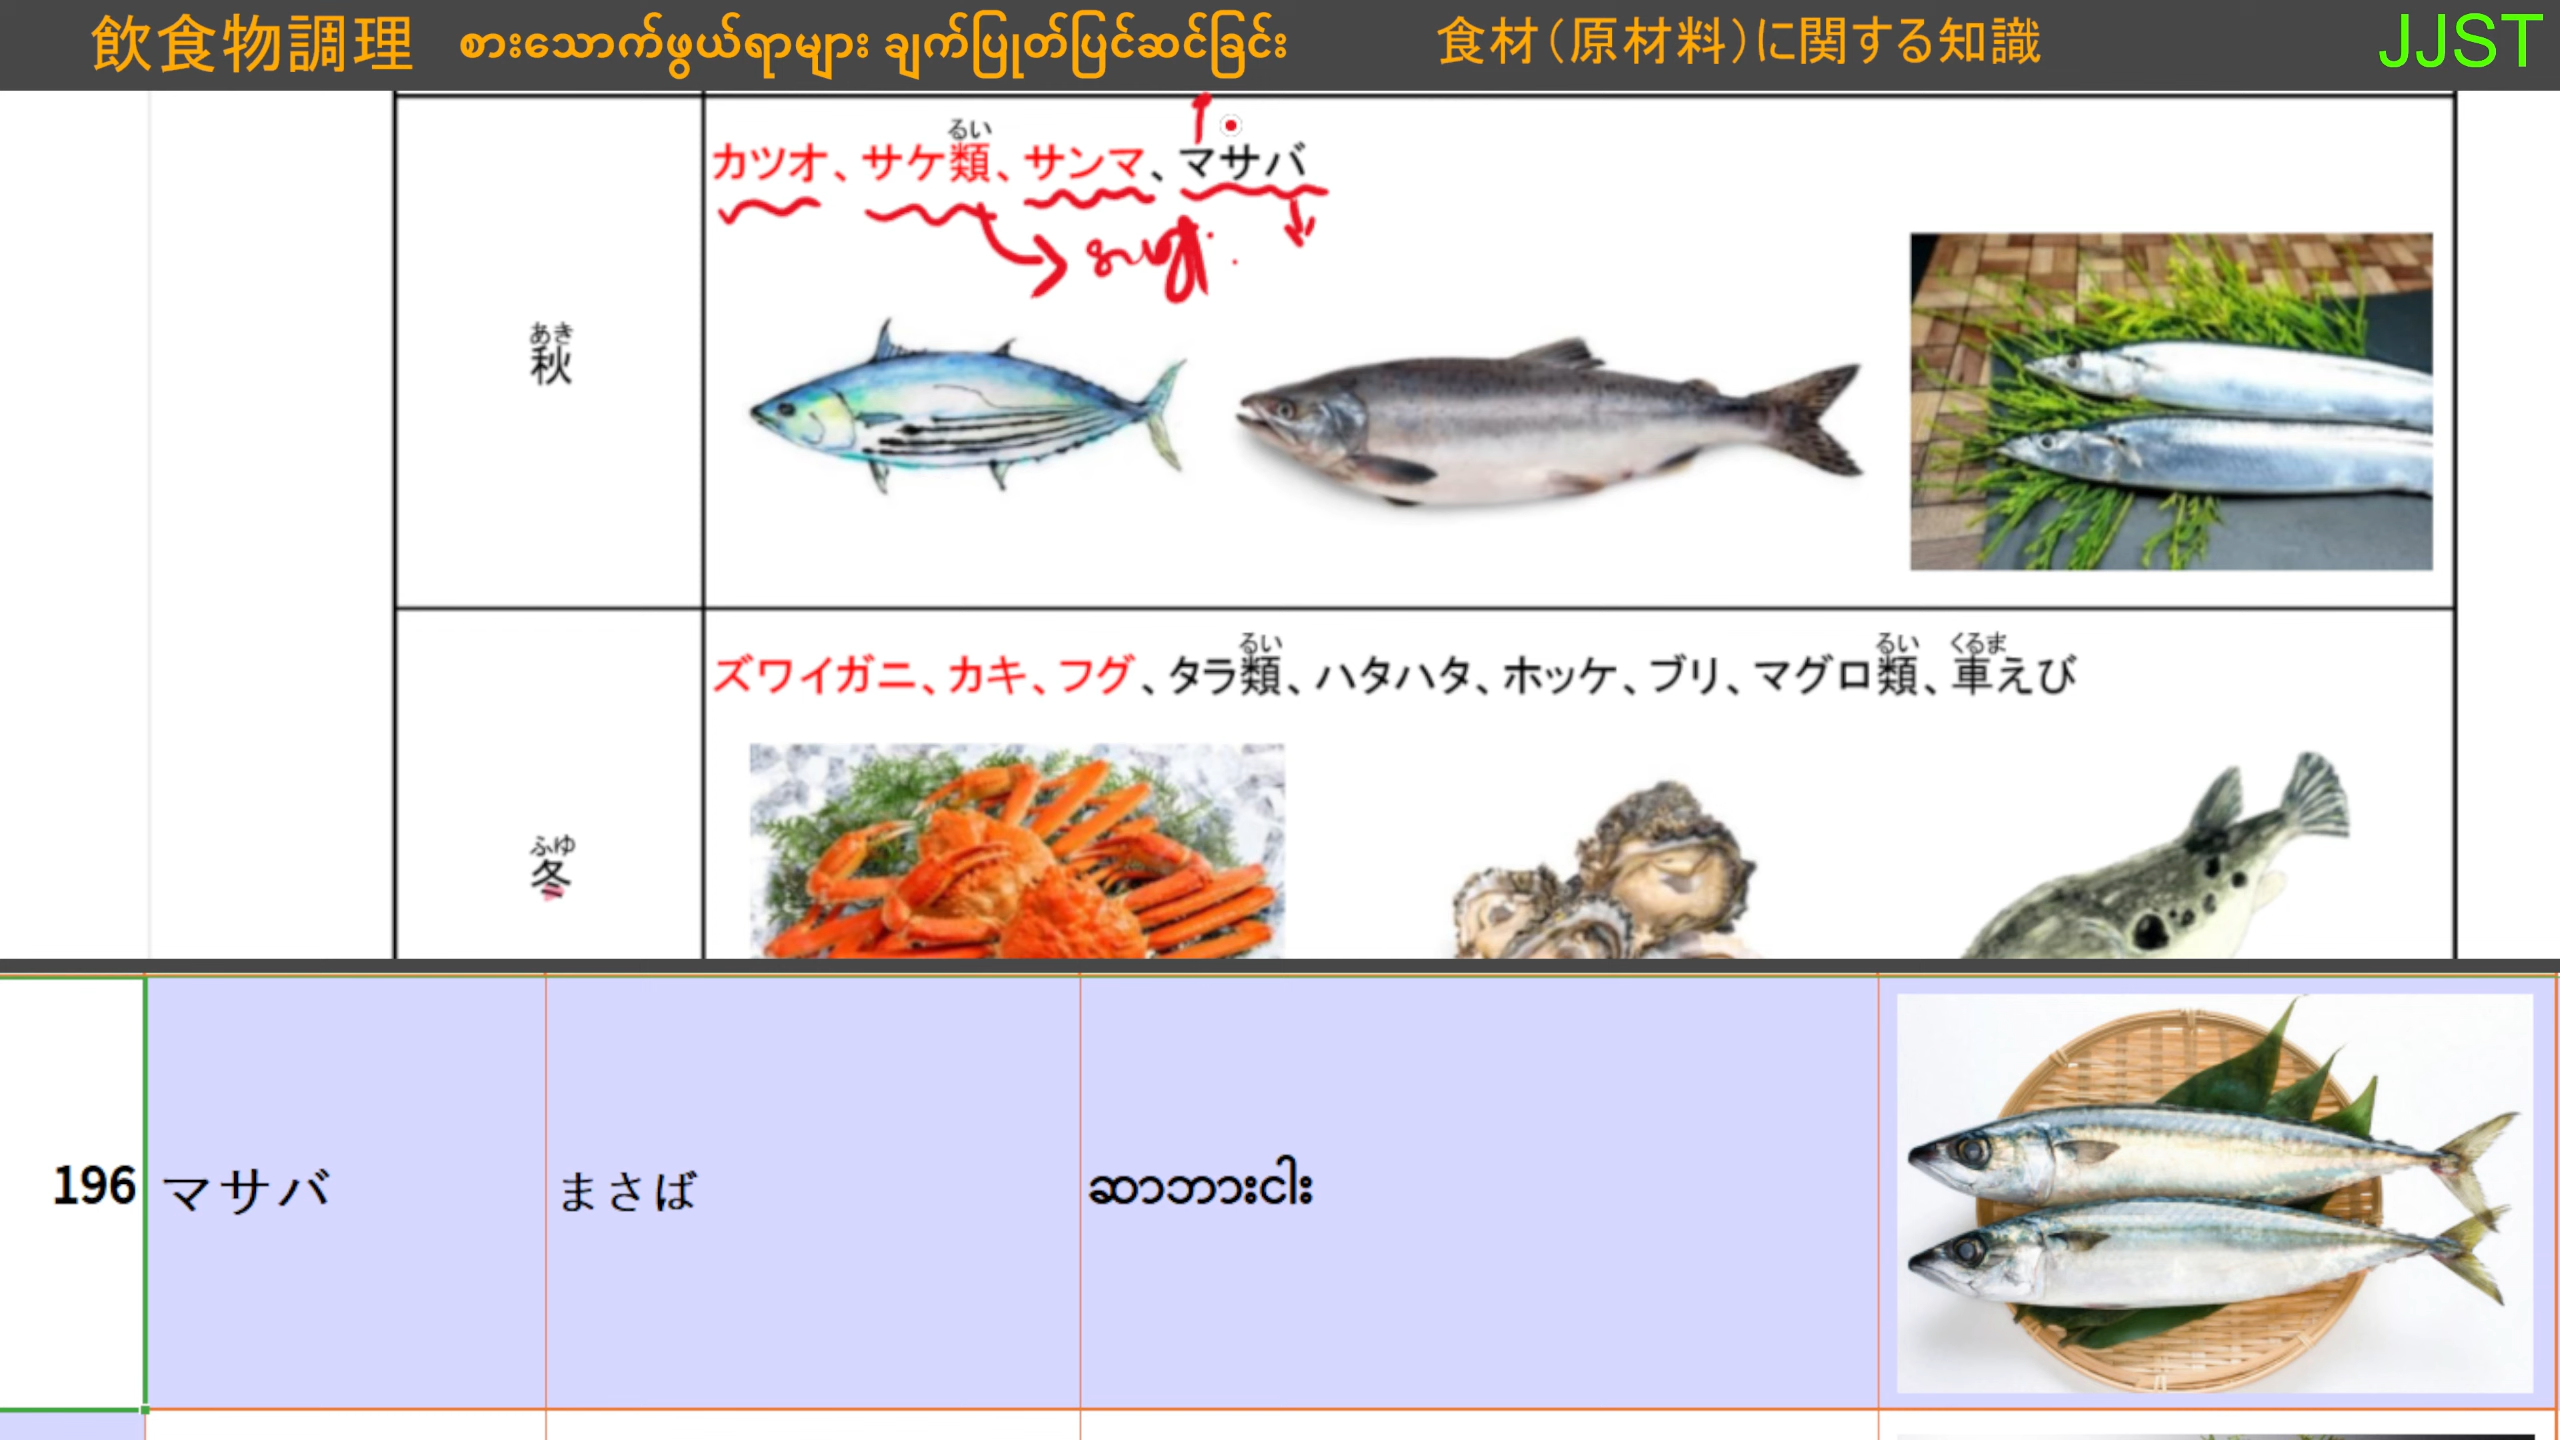 飲食物調理 စားသောက်ဖွယ်ရာများ ချက်ပြုတ်ပြင်ဆင်ခြင်း 食材（原材料）に関する知識 JJST
るい
カツオ、サケ類、サンマ、マサバ
あき
秋
るい るい くるま
ズワイガニ、カキ、フグ、タラ類、ハタハタ、ホッケ、ブリ、マグロ類、車えび
ふゆ
冬
196 マサバ まさば ဆာဘားငါး